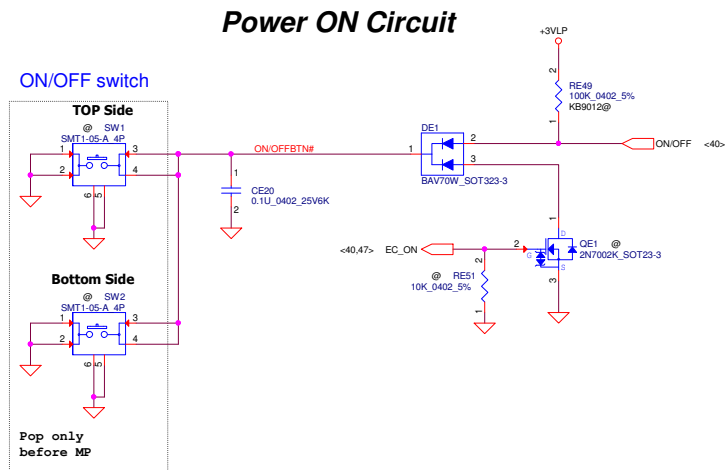 Power ON Circuit
+3VLP
ON/OFF switch
2
RE49
100K_0402_5%
KB9012@
1
TOP Side
@ SW1
SMT1-05-A 4P
1 3
2 4
6 5
ON/OFFBTN#
DE1
1 2
3
BAV70W_SOT323-3
ON/OFF <40>
1
CE20
0.1U_0402_25V6K
2
1
D
<40,47> EC_ON
2
G
QE1 @
2N7002K_SOT23-3
S
3
2
@ RE51
10K_0402_5%
1
Bottom Side
@ SW2
SMT1-05-A 4P
1 3
2 4
6 5
Pop only
before MP